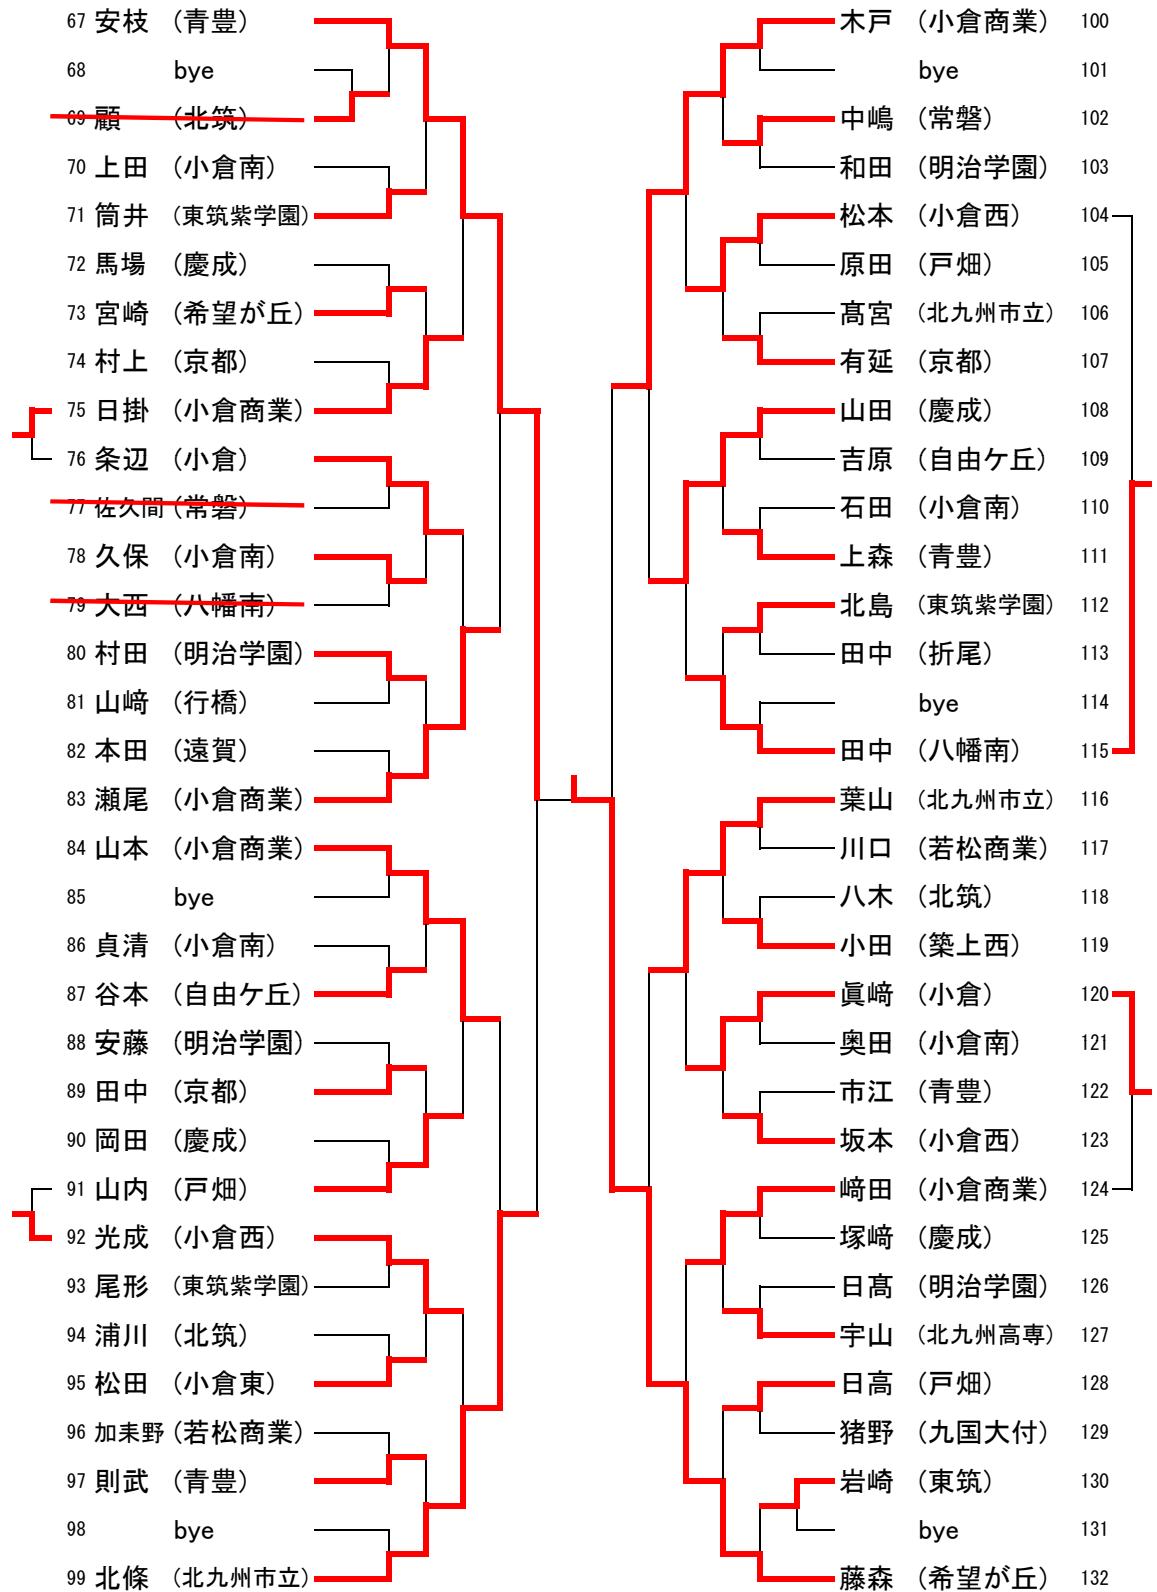 67 安枝 (青豊)
68 bye
69 顧 (北筑)
70 上田 (小倉南)
71 筒井 (東筑紫学園)
72 馬場 (慶成)
73 宮崎 (希望が丘)
74 村上 (京都)
75 日掛 (小倉商業)
76 条辺 (小倉)
77 佐久間 (常磐)
78 久保 (小倉南)
79 大西 (八幡南)
80 村田 (明治学園)
81 山﨑 (行橋)
82 本田 (遠賀)
83 瀬尾 (小倉商業)
84 山本 (小倉商業)
85 bye
86 貞清 (小倉南)
87 谷本 (自由ケ丘)
88 安藤 (明治学園)
89 田中 (京都)
90 岡田 (慶成)
91 山内 (戸畑)
92 光成 (小倉西)
93 尾形 (東筑紫学園)
94 浦川 (北筑)
95 松田 (小倉東)
96 加耒野 (若松商業)
97 則武 (青豊)
98 bye
99 北條 (北九州市立)
木戸 (小倉商業) 100
bye 101
中嶋 (常磐) 102
和田 (明治学園) 103
松本 (小倉西) 104
原田 (戸畑) 105
髙宮 (北九州市立) 106
有延 (京都) 107
山田 (慶成) 108
吉原 (自由ケ丘) 109
石田 (小倉南) 110
上森 (青豊) 111
北島 (東筑紫学園) 112
田中 (折尾) 113
bye 114
田中 (八幡南) 115
葉山 (北九州市立) 116
川口 (若松商業) 117
八木 (北筑) 118
小田 (築上西) 119
眞﨑 (小倉) 120
奥田 (小倉南) 121
市江 (青豊) 122
坂本 (小倉西) 123
﨑田 (小倉商業) 124
塚﨑 (慶成) 125
日髙 (明治学園) 126
宇山 (北九州高専) 127
日高 (戸畑) 128
猪野 (九国大付) 129
岩崎 (東筑) 130
bye 131
藤森 (希望が丘) 132